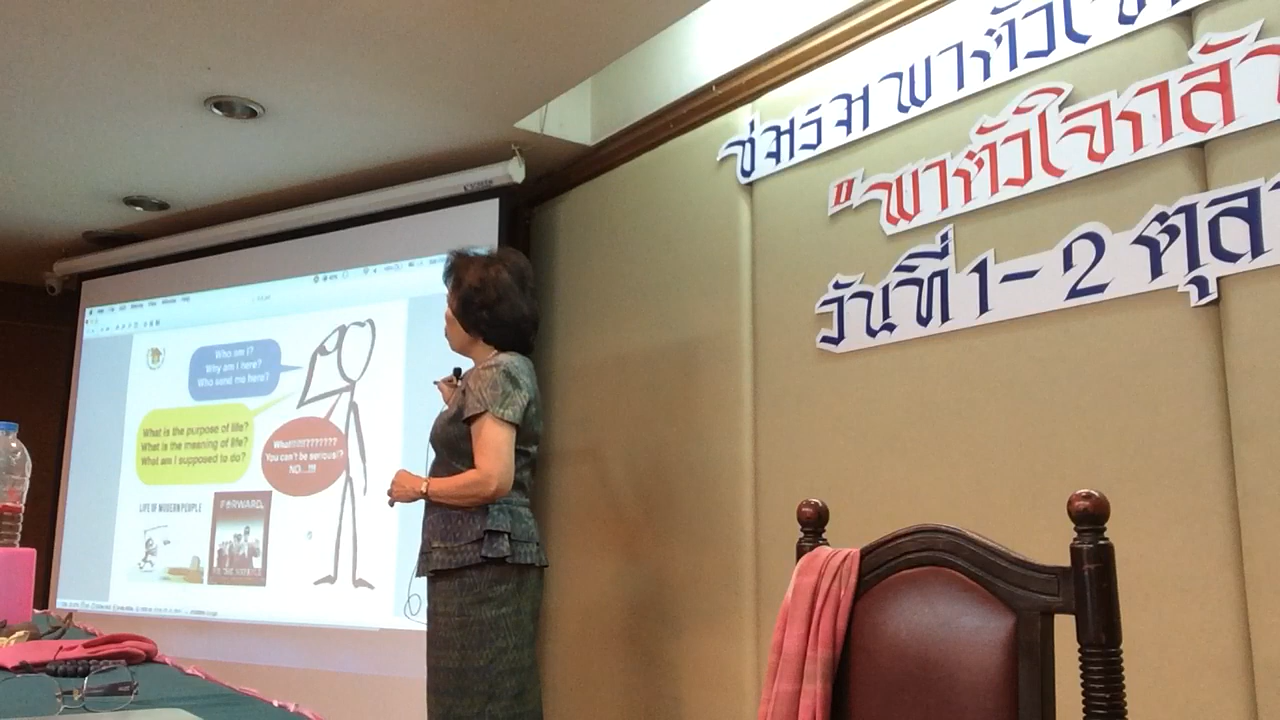 ชมรม พาตัวใจ
"พาตัวใจกลั
วันที่ 1-2 ตุล
Who am I?
Why am I here?
Who send me here?
What is the purpose of life?
What is the meaning of life?
What am I supposed to do?
What!!!!!???????
You can't be serious!?
NO...!!!
LIFE OF MODERN PEOPLE
FORWARD,